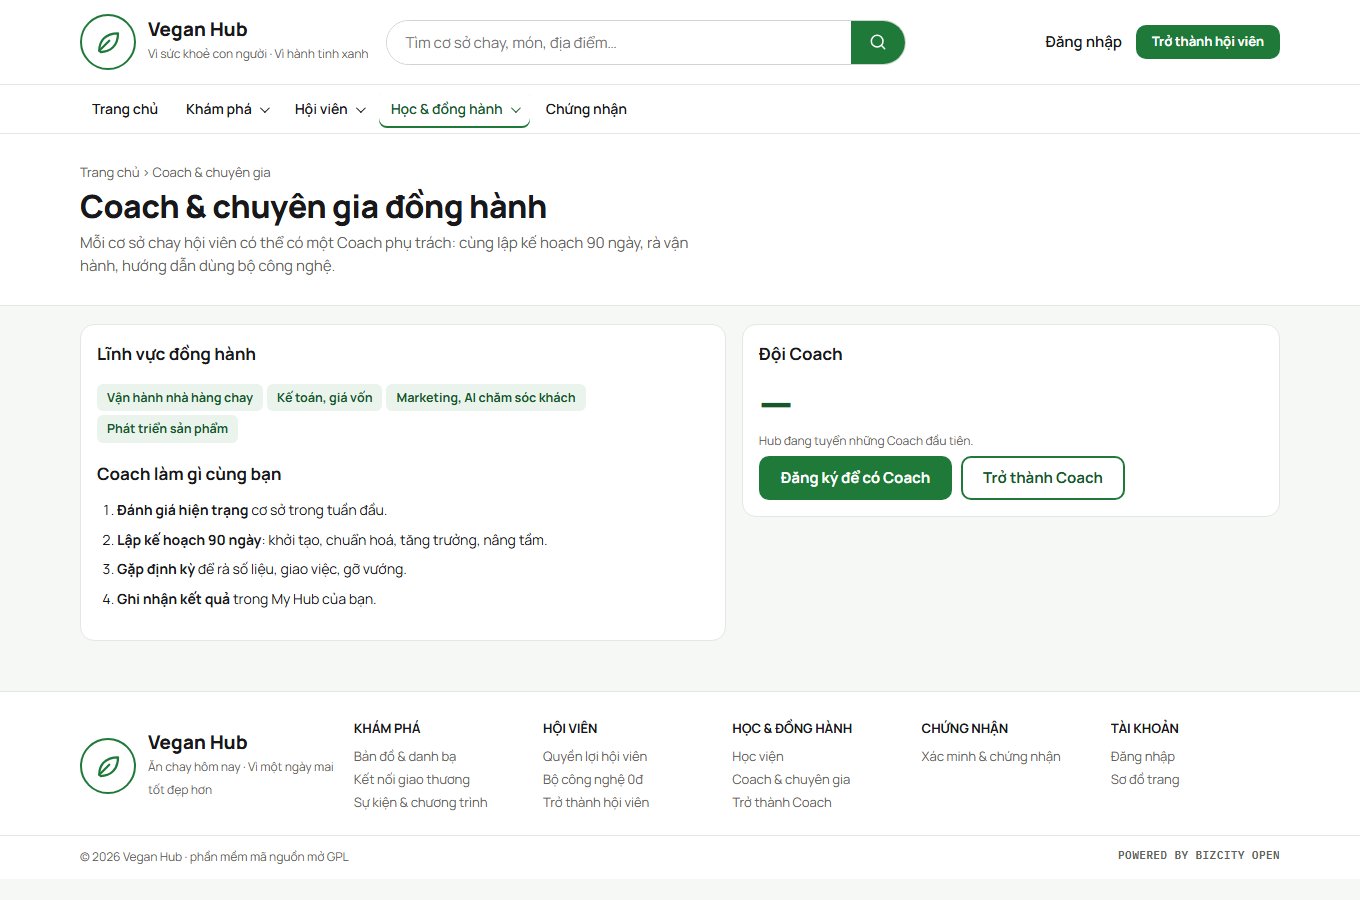 Vegan Hub
Vì sức khoẻ con người · Vì hành tinh xanh
Tìm cơ sở chay, món, địa điểm...
Đăng nhập
Trở thành hội viên
Trang chủ
Khám phá
Hội viên
Học & đồng hành
Chứng nhận
Trang chủ › Coach & chuyên gia
Coach & chuyên gia đồng hành
Mỗi cơ sở chay hội viên có thể có một Coach phụ trách: cùng lập kế hoạch 90 ngày, rà vận
hành, hướng dẫn dùng bộ công nghệ.
Lĩnh vực đồng hành
Vận hành nhà hàng chay
Kế toán, giá vốn
Marketing, AI chăm sóc khách
Phát triển sản phẩm
Coach làm gì cùng bạn
1. Đánh giá hiện trạng cơ sở trong tuần đầu.
2. Lập kế hoạch 90 ngày: khởi tạo, chuẩn hoá, tăng trưởng, nâng tầm.
3. Gặp định kỳ để rà số liệu, giao việc, gỡ vướng.
4. Ghi nhận kết quả trong My Hub của bạn.
Đội Coach
—
Hub đang tuyển những Coach đầu tiên.
Đăng ký để có Coach
Trở thành Coach
Vegan Hub
Ăn chay hôm nay · Vì một ngày mai
tốt đẹp hơn
KHÁM PHÁ
Bản đồ & danh bạ
Kết nối giao thương
Sự kiện & chương trình
HỘI VIÊN
Quyền lợi hội viên
Bộ công nghệ 0đ
Trở thành hội viên
HỌC & ĐỒNG HÀNH
Học viện
Coach & chuyên gia
Trở thành Coach
CHỨNG NHẬN
Xác minh & chứng nhận
TÀI KHOẢN
Đăng nhập
Sơ đồ trang
© 2026 Vegan Hub · phần mềm mã nguồn mở GPL
POWERED BY BIZCITY OPEN